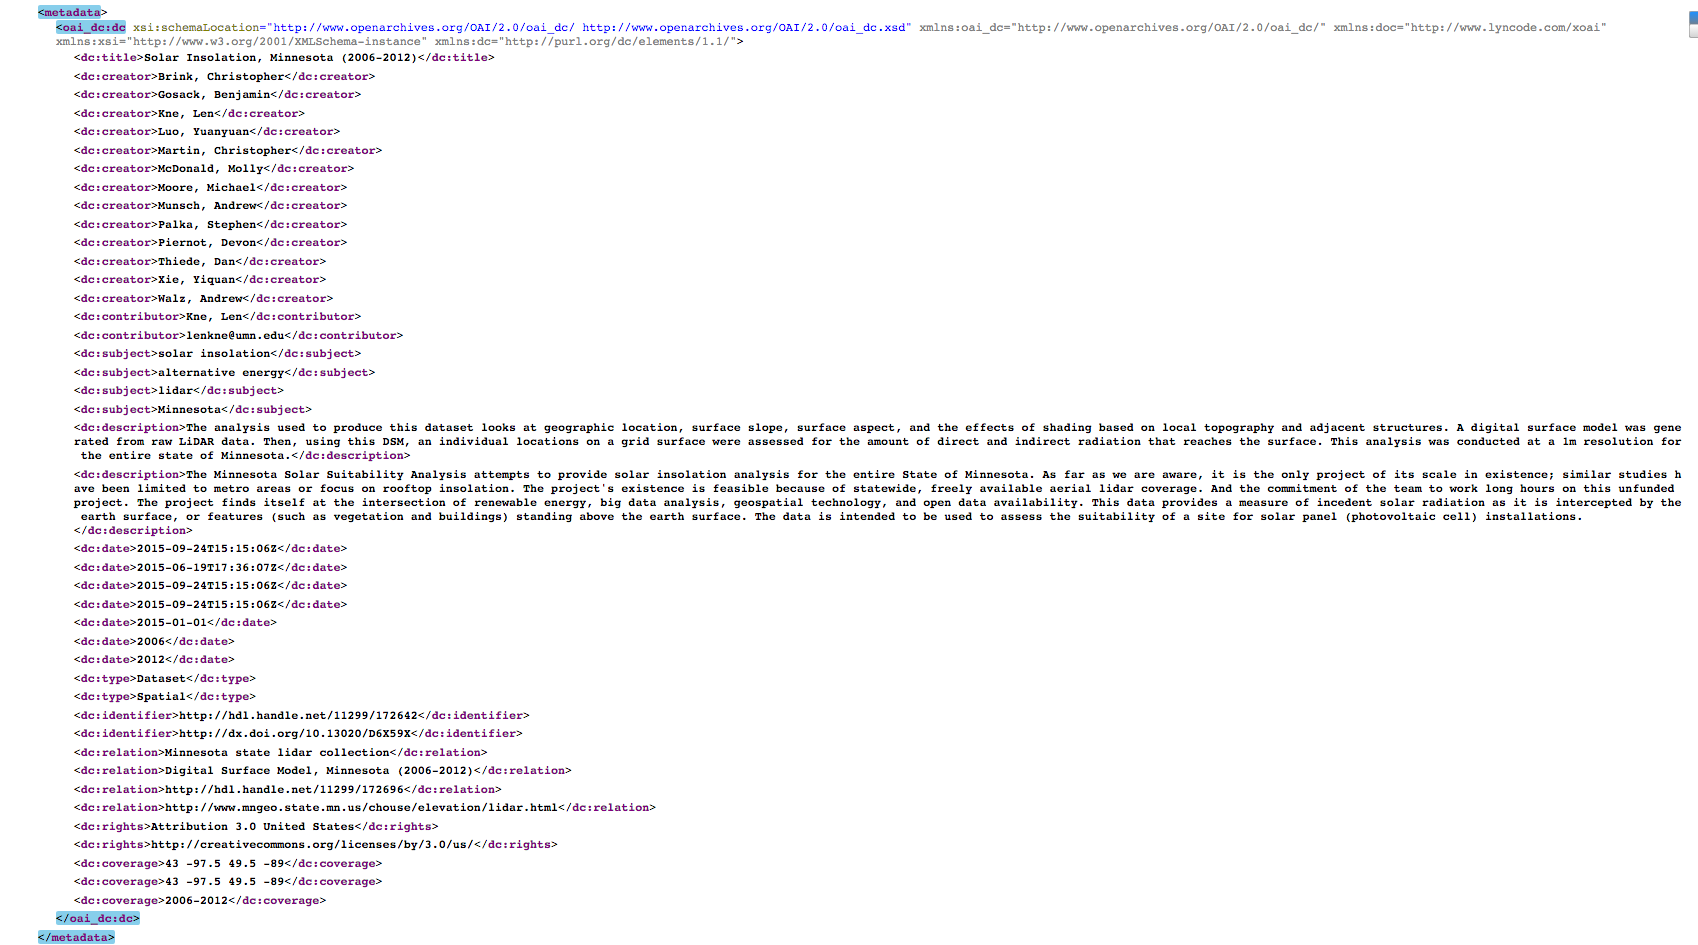 <metadata>
<oai_dc:dc xsi:schemaLocation="http://www.openarchives.org/OAI/2.0/oai_dc/ http://www.openarchives.org/OAI/2.0/oai_dc.xsd" xmlns:oai_dc="http://www.openarchives.org/OAI/2.0/oai_dc/" xmlns:doc="http://www.lyncode.com/xoai"
xmlns:xsi="http://www.w3.org/2001/XMLSchema-instance" xmlns:dc="http://purl.org/dc/elements/1.1/">
<dc:title>Solar Insolation, Minnesota (2006-2012)</dc:title>
<dc:creator>Brink, Christopher</dc:creator>
<dc:creator>Gosack, Benjamin</dc:creator>
<dc:creator>Kne, Len</dc:creator>
<dc:creator>Luo, Yuanyuan</dc:creator>
<dc:creator>Martin, Christopher</dc:creator>
<dc:creator>McDonald, Molly</dc:creator>
<dc:creator>Moore, Michael</dc:creator>
<dc:creator>Munsch, Andrew</dc:creator>
<dc:creator>Palka, Stephen</dc:creator>
<dc:creator>Piernot, Devon</dc:creator>
<dc:creator>Thiede, Dan</dc:creator>
<dc:creator>Xie, Yiquan</dc:creator>
<dc:creator>Walz, Andrew</dc:creator>
<dc:contributor>Kne, Len</dc:contributor>
<dc:contributor>lenkne@umn.edu</dc:contributor>
<dc:subject>solar insolation</dc:subject>
<dc:subject>alternative energy</dc:subject>
<dc:subject>lidar</dc:subject>
<dc:subject>Minnesota</dc:subject>
<dc:description>The analysis used to produce this dataset looks at geographic location, surface slope, surface aspect, and the effects of shading based on local topography and adjacent structures. A digital surface model was gene
rated from raw LiDAR data. Then, using this DSM, an individual locations on a grid surface were assessed for the amount of direct and indirect radiation that reaches the surface. This analysis was conducted at a 1m resolution for
the entire state of Minnesota.</dc:description>
<dc:description>The Minnesota Solar Suitability Analysis attempts to provide solar insolation analysis for the entire State of Minnesota. As far as we are aware, it is the only project of its scale in existence; similar studies h
ave been limited to metro areas or focus on rooftop insolation. The project's existence is feasible because of statewide, freely available aerial lidar coverage. And the commitment of the team to work long hours on this unfunded
project. The project finds itself at the intersection of renewable energy, big data analysis, geospatial technology, and open data availability. This data provides a measure of incedent solar radiation as it is intercepted by the
earth surface, or features (such as vegetation and buildings) standing above the earth surface. The data is intended to be used to assess the suitability of a site for solar panel (photovoltaic cell) installations.
</dc:description>
<dc:date>2015-09-24T15:15:06Z</dc:date>
<dc:date>2015-06-19T17:36:07Z</dc:date>
<dc:date>2015-09-24T15:15:06Z</dc:date>
<dc:date>2015-09-24T15:15:06Z</dc:date>
<dc:date>2015-01-01</dc:date>
<dc:date>2006</dc:date>
<dc:date>2012</dc:date>
<dc:type>Dataset</dc:type>
<dc:type>Spatial</dc:type>
<dc:identifier>http://hdl.handle.net/11299/172642</dc:identifier>
<dc:identifier>http://dx.doi.org/10.13020/D6X59X</dc:identifier>
<dc:relation>Minnesota state lidar collection</dc:relation>
<dc:relation>Digital Surface Model, Minnesota (2006-2012)</dc:relation>
<dc:relation>http://hdl.handle.net/11299/172696</dc:relation>
<dc:relation>http://www.mngeo.state.mn.us/chouse/elevation/lidar.html</dc:relation>
<dc:rights>Attribution 3.0 United States</dc:rights>
<dc:rights>http://creativecommons.org/licenses/by/3.0/us/</dc:rights>
<dc:coverage>43 -97.5 49.5 -89</dc:coverage>
<dc:coverage>43 -97.5 49.5 -89</dc:coverage>
<dc:coverage>2006-2012</dc:coverage>
</oai_dc:dc>
</metadata>